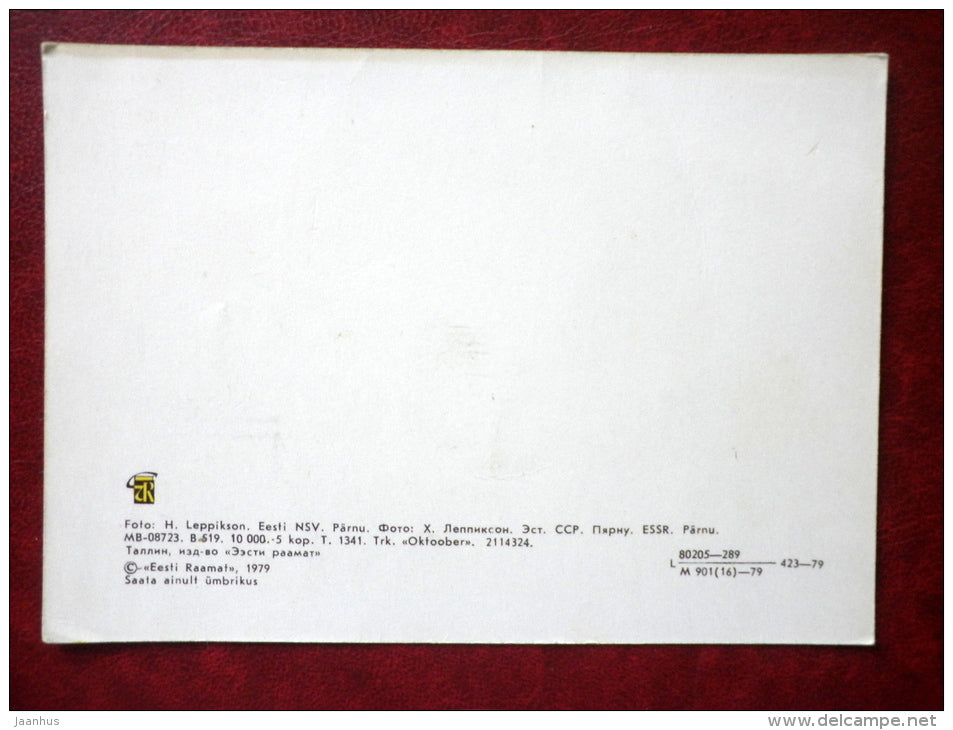 Foto: H. Leppikson. Eesti NSV. Pärnu. Фото: Х. Леппиксон. Эст. ССР. Пярну. ESSR. Pärnu.
MB-08723. B. 519. 10 000. 5 kop. T. 1341. Trk. «Oktoober». 2114324.
Таллин, изд-во «Ээсти раамат»
© «Eesti Raamat», 1979
Saata ainult ümbrikus
L 80205—289
M 901(16)—79
423—79
jaanhus
www.delcampe.net